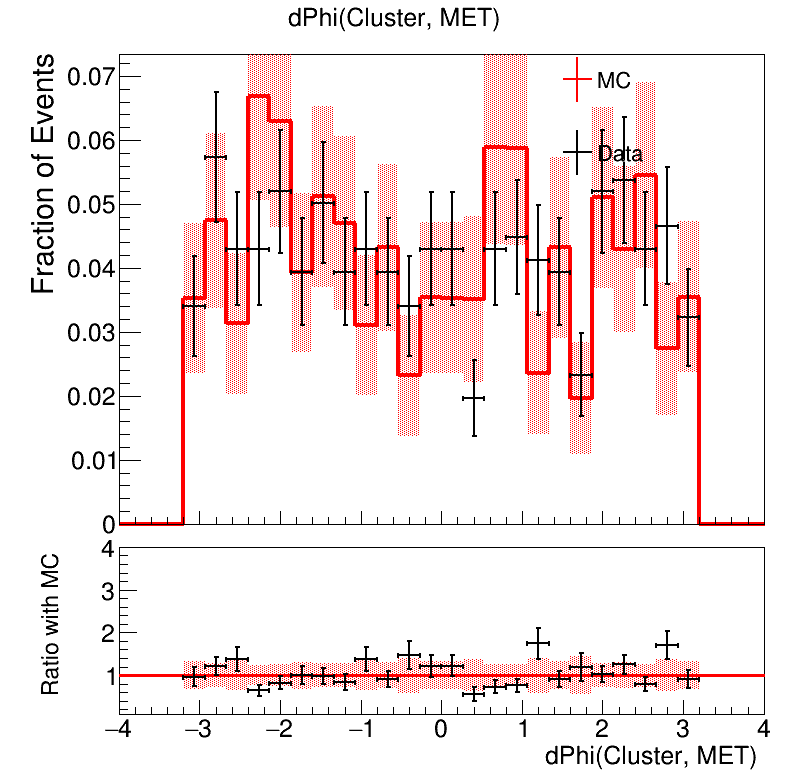 dPhi(Cluster, MET)
Fraction of Events
0.07
0.06
0.05
0.04
0.03
0.02
0.01
0
MC
Data
Ratio with MC
4
3
2
1
−4 −3 −2 −1 0 1 2 3 4
dPhi(Cluster, MET)